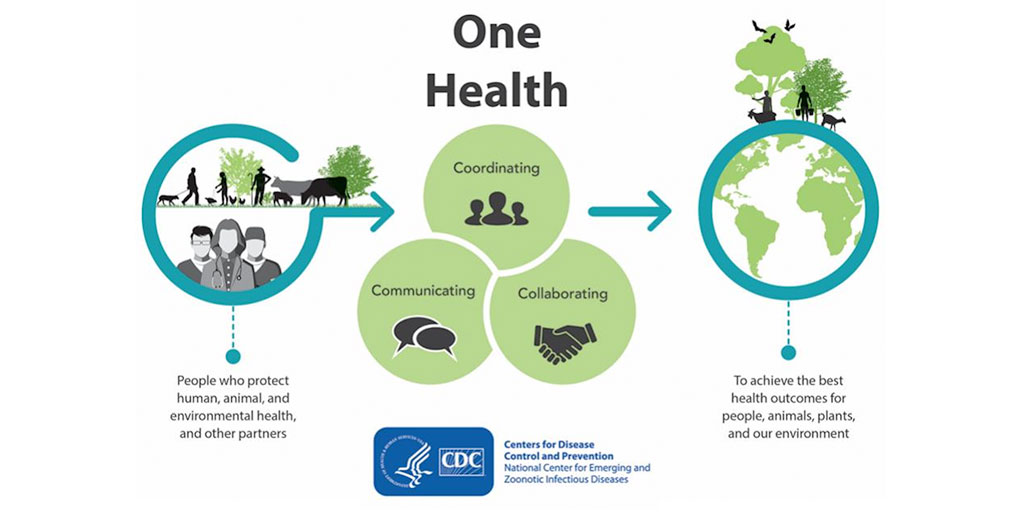 One
Health
Coordinating
Communicating
Collaborating
People who protect
human, animal, and
environmental health,
and other partners
To achieve the best
health outcomes for
people, animals, plants,
and our environment
CDC
Centers for Disease
Control and Prevention
National Center for Emerging and
Zoonotic Infectious Diseases